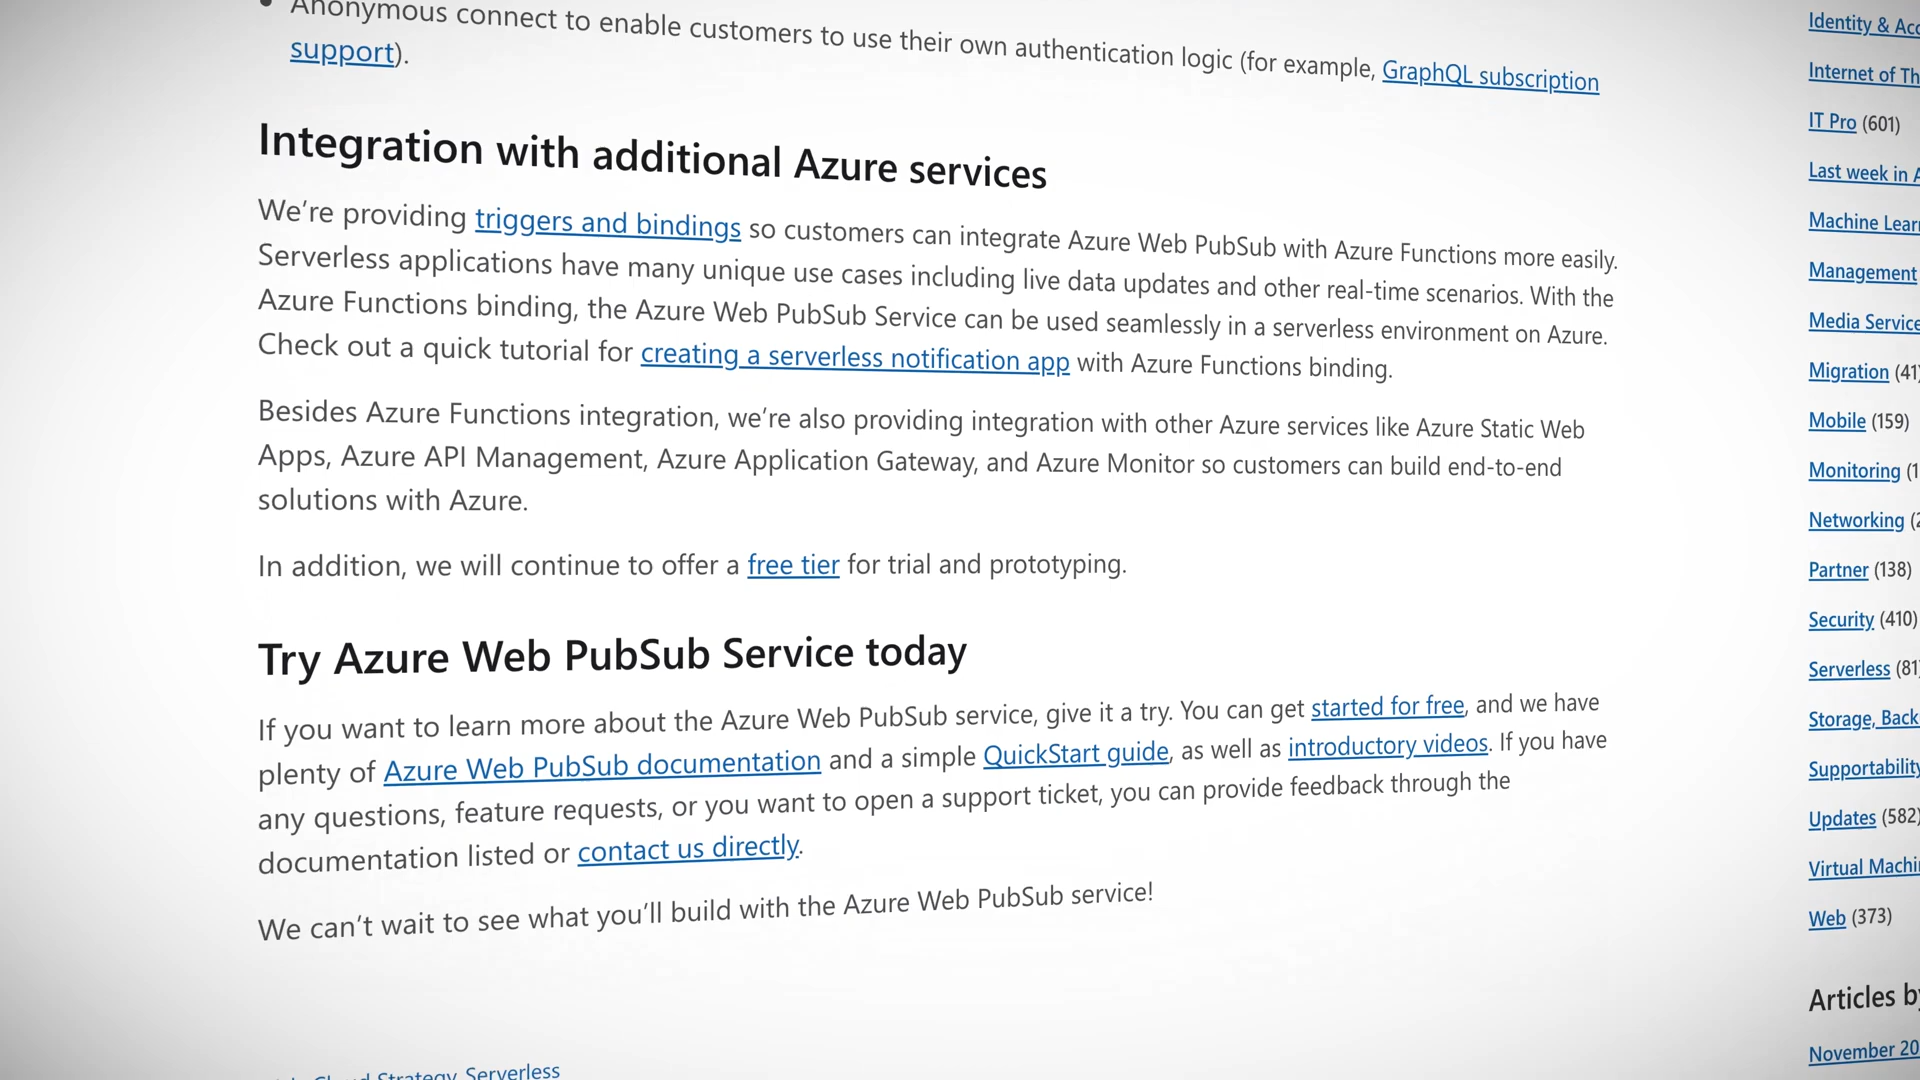 Anonymous connect to enable customers to use their own authentication logic (for example, GraphQL subscription
support).
Integration with additional Azure services
We're providing triggers and bindings so customers can integrate Azure Web PubSub with Azure Functions more easily.
Serverless applications have many unique use cases including live data updates and other real-time scenarios. With the
Azure Functions binding, the Azure Web PubSub Service can be used seamlessly in a serverless environment on Azure.
Check out a quick tutorial for creating a serverless notification app with Azure Functions binding.
Besides Azure Functions integration, we're also providing integration with other Azure services like Azure Static Web
Apps, Azure API Management, Azure Application Gateway, and Azure Monitor so customers can build end-to-end
solutions with Azure.
In addition, we will continue to offer a free tier for trial and prototyping.
Try Azure Web PubSub Service today
If you want to learn more about the Azure Web PubSub service, give it a try. You can get started for free, and we have
plenty of Azure Web PubSub documentation and a simple QuickStart guide, as well as introductory videos. If you have
any questions, feature requests, or you want to open a support ticket, you can provide feedback through the
documentation listed or contact us directly.
We can't wait to see what you'll build with the Azure Web PubSub service!
Cloud Strategy, Serverless
Identity &
Internet of
IT Pro (601)
Last week in
Machine
Management
Media
Migration (41
Mobile (159)
Monitoring (1
Networking (2
Partner (138)
Security (410)
Serverless (81)
Storage, Back
Supportability
Updates (582)
Virtual
Web (373)
Articles by
November 20